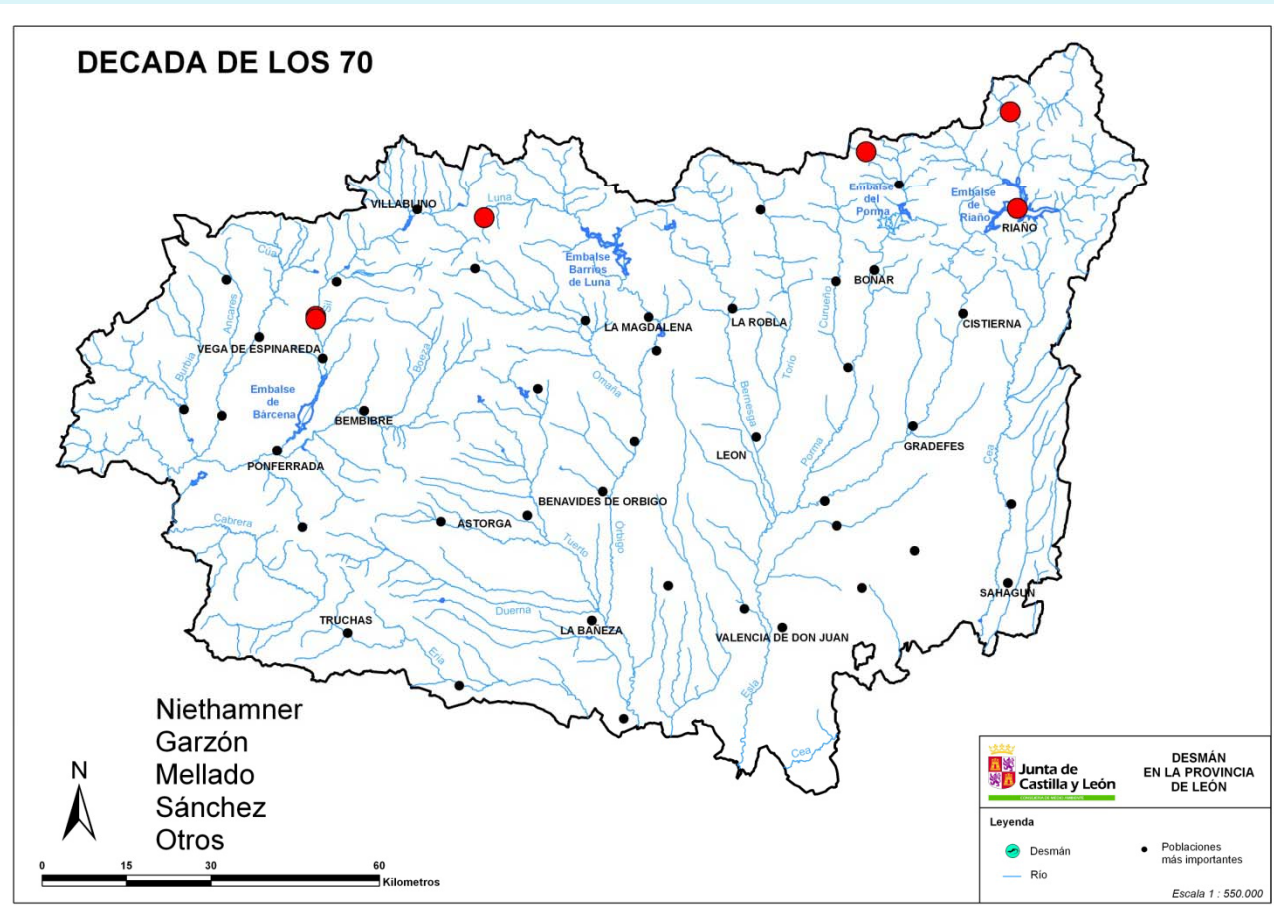 DECADA DE LOS 70
VILLABLINO
Luna
Embalse
del
Porma
Embalse
de
Riaño
RIAÑO
Cua
Embalse
Barrios
de Luna
Sil
Ancares
Curueño
BOÑAR
LA MAGDALENA
LA ROBLA
CISTIERNA
VEGA DE ESPINAREDA
Burbia
Boeza
Omaña
Torío
Bernesga
Embalse
de
Bárcena
BEMBIRE
PONFERRADA
LEON
Porma
GRADEFES
Cea
BENAVIDES DE ORBIGO
Cabrera
ASTORGA
Tuerto
Orbigo
SAHAGUN
Duerna
TRUCHAS
LA BAÑEZA
VALENCIA DE DON JUAN
Eria
Esla
Cea
Niethamner
Garzón
Mellado
Sánchez
Otros
N
0 15 30 60
Kilometros
Junta de
Castilla y León
DESMÁN
EN LA PROVINCIA
DE LEÓN
Leyenda
Desmán
Río
Poblaciones
más importantes
Escala 1 : 550.000